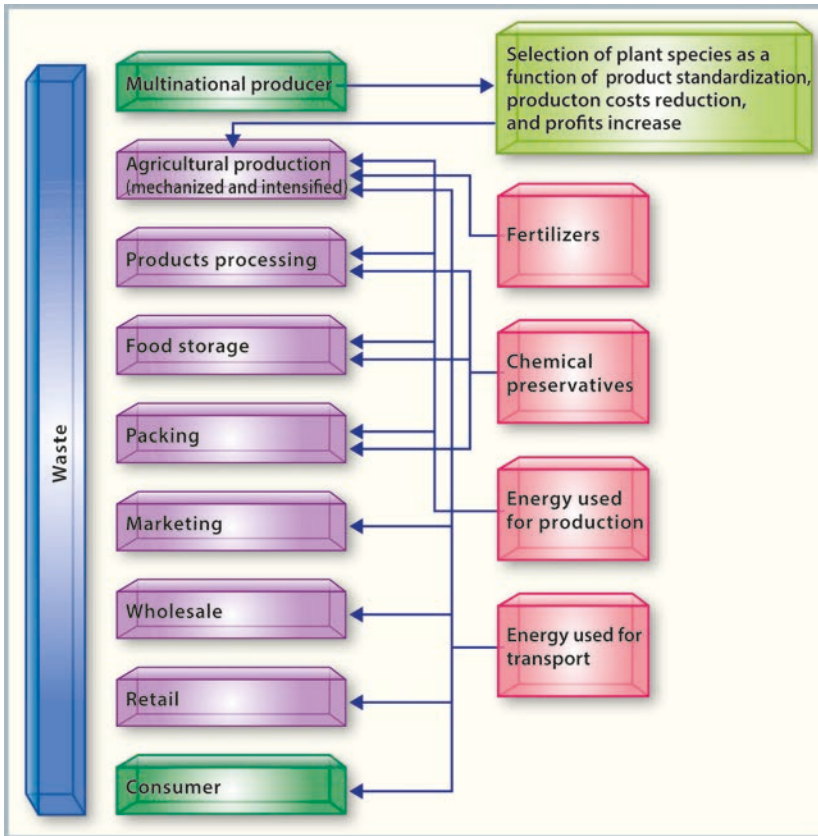 Multinational producer
Selection of plant species as a
function of product standardization,
producton costs reduction,
and profits increase
Agricultural production
(mechanized and intensified)
Fertilizers
Products processing
Food storage
Chemical
preservatives
Packing
Waste
Energy used
for production
Marketing
Wholesale
Energy used for
transport
Retail
Consumer